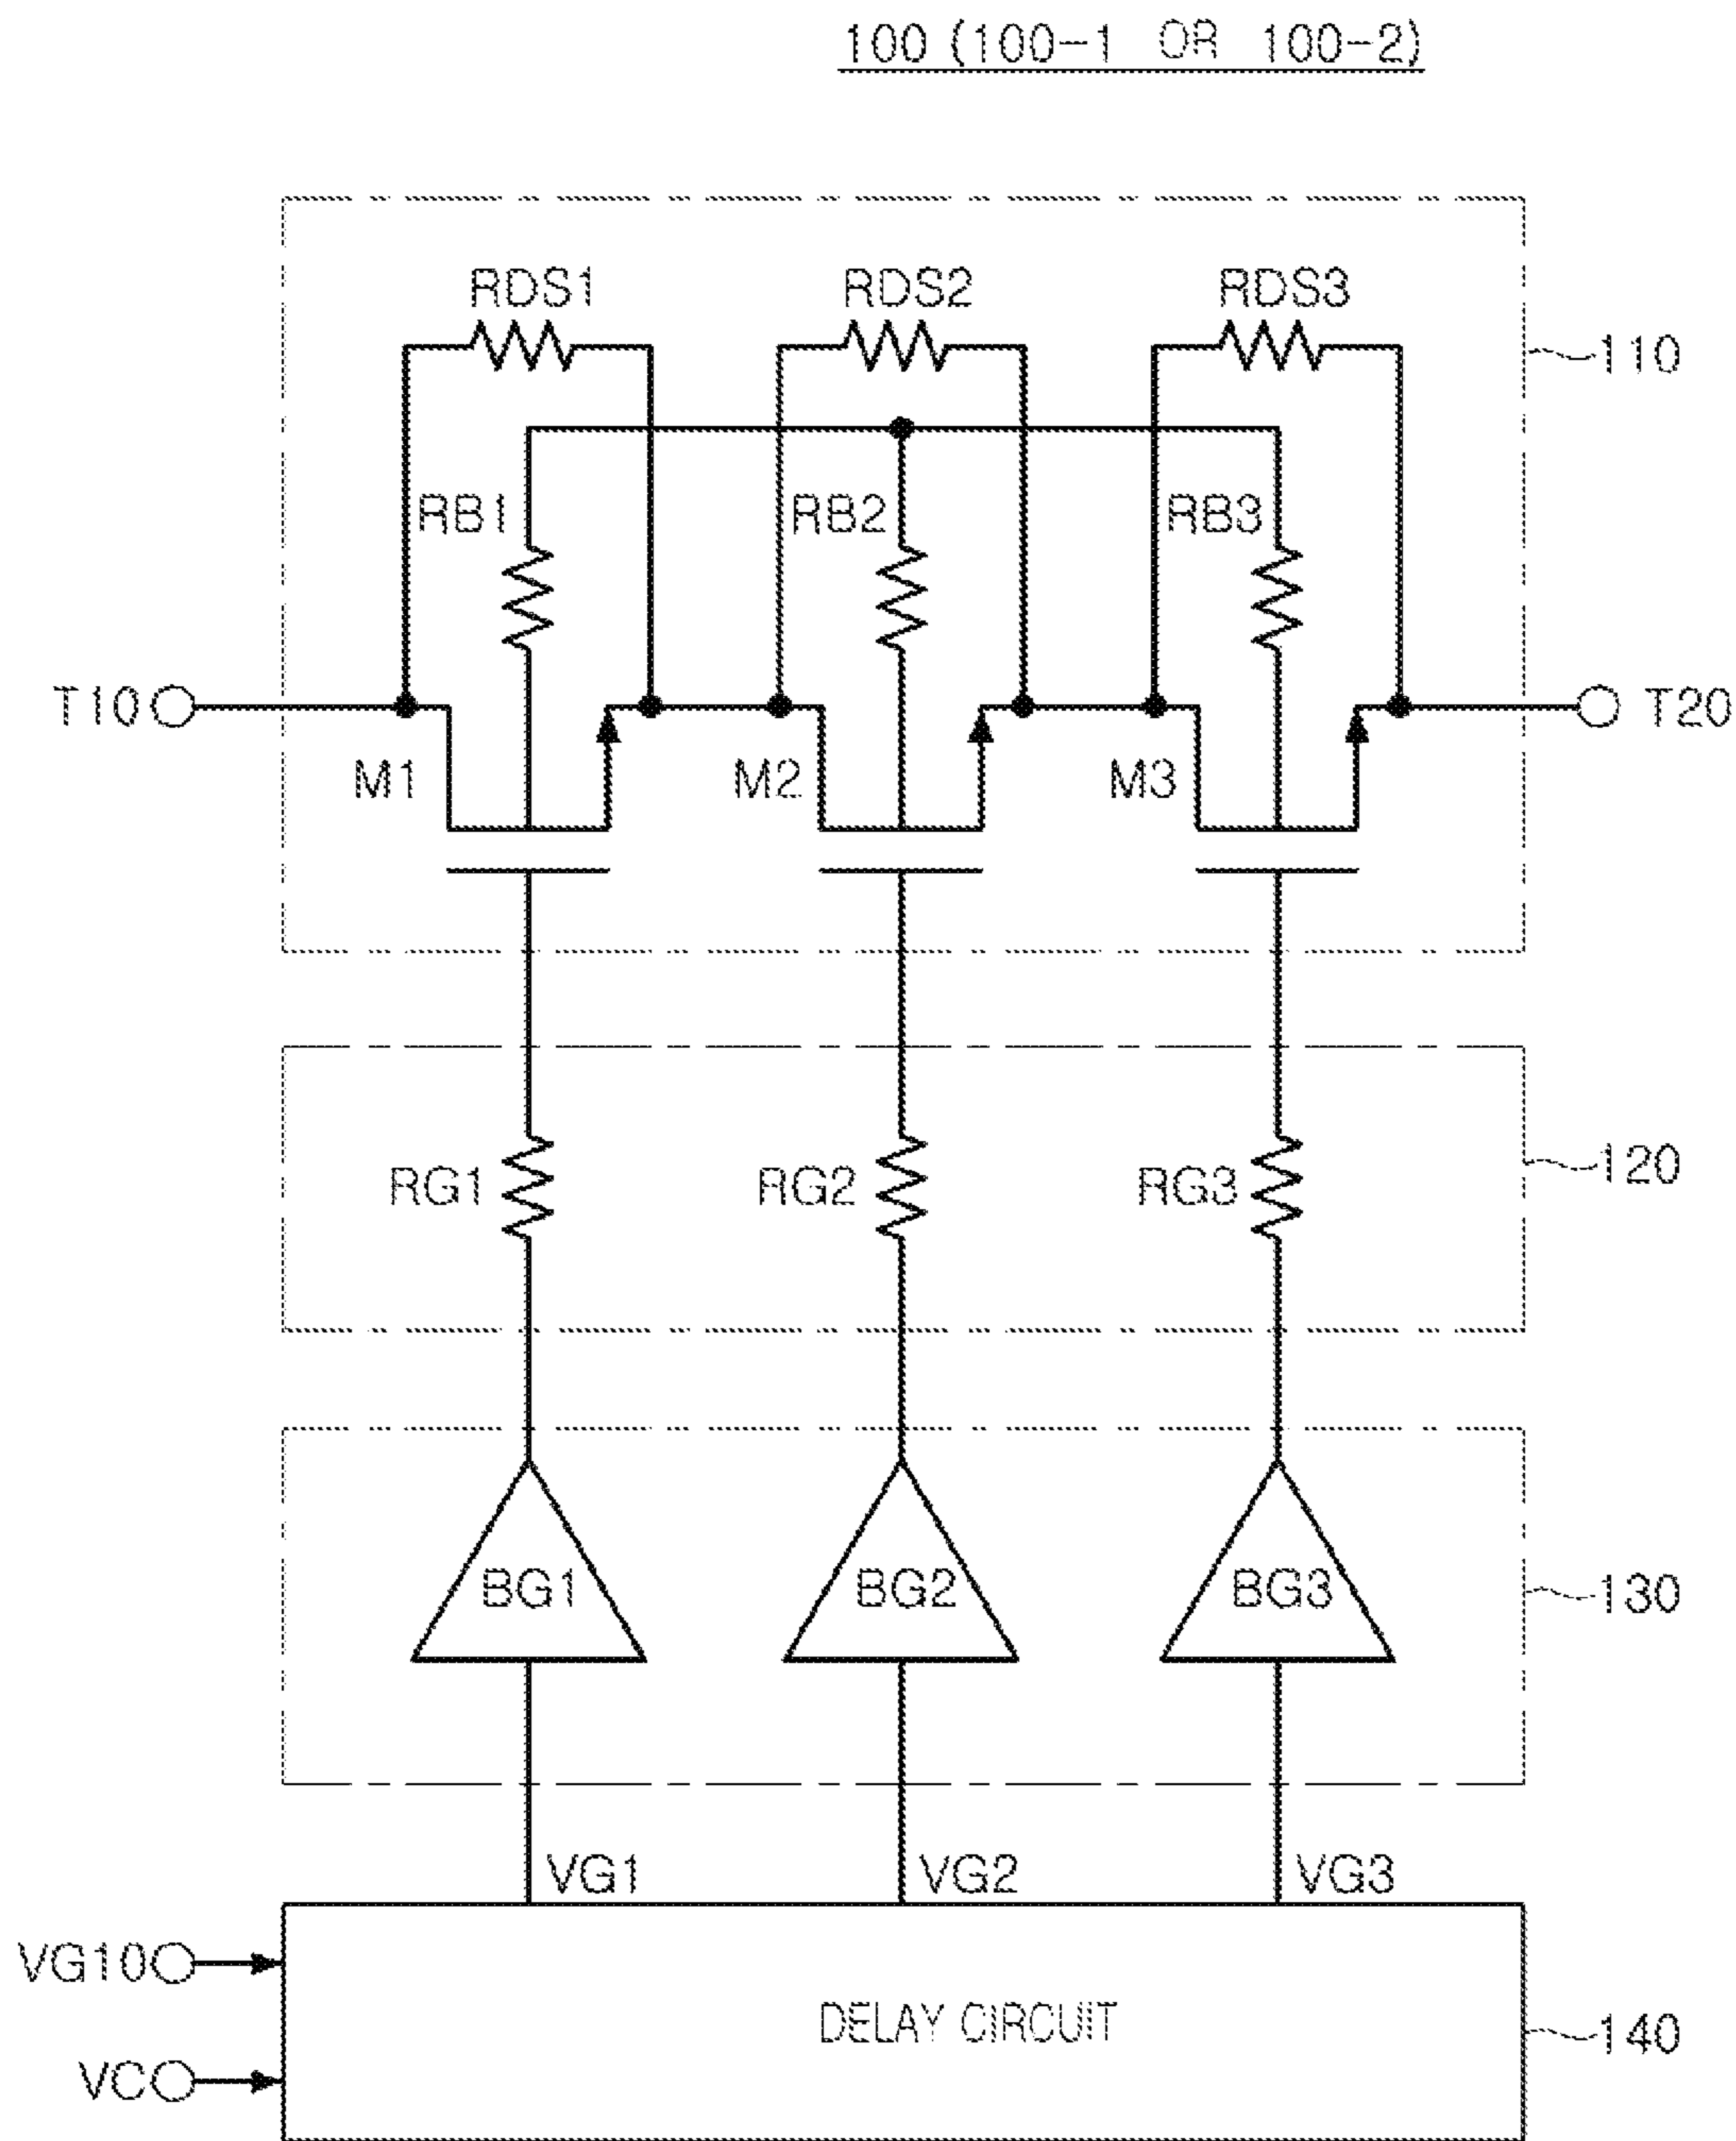 100 (100-1 OR 100-2)
RDS1 RDS2 RDS3
110
RB1 RB2 RB3
T10 T20
M1 M2 M3
RG1 RG2 RG3
120
BG1 BG2 BG3
130
VG1 VG2 VG3
VG10
DELAY CIRCUIT
140
VC